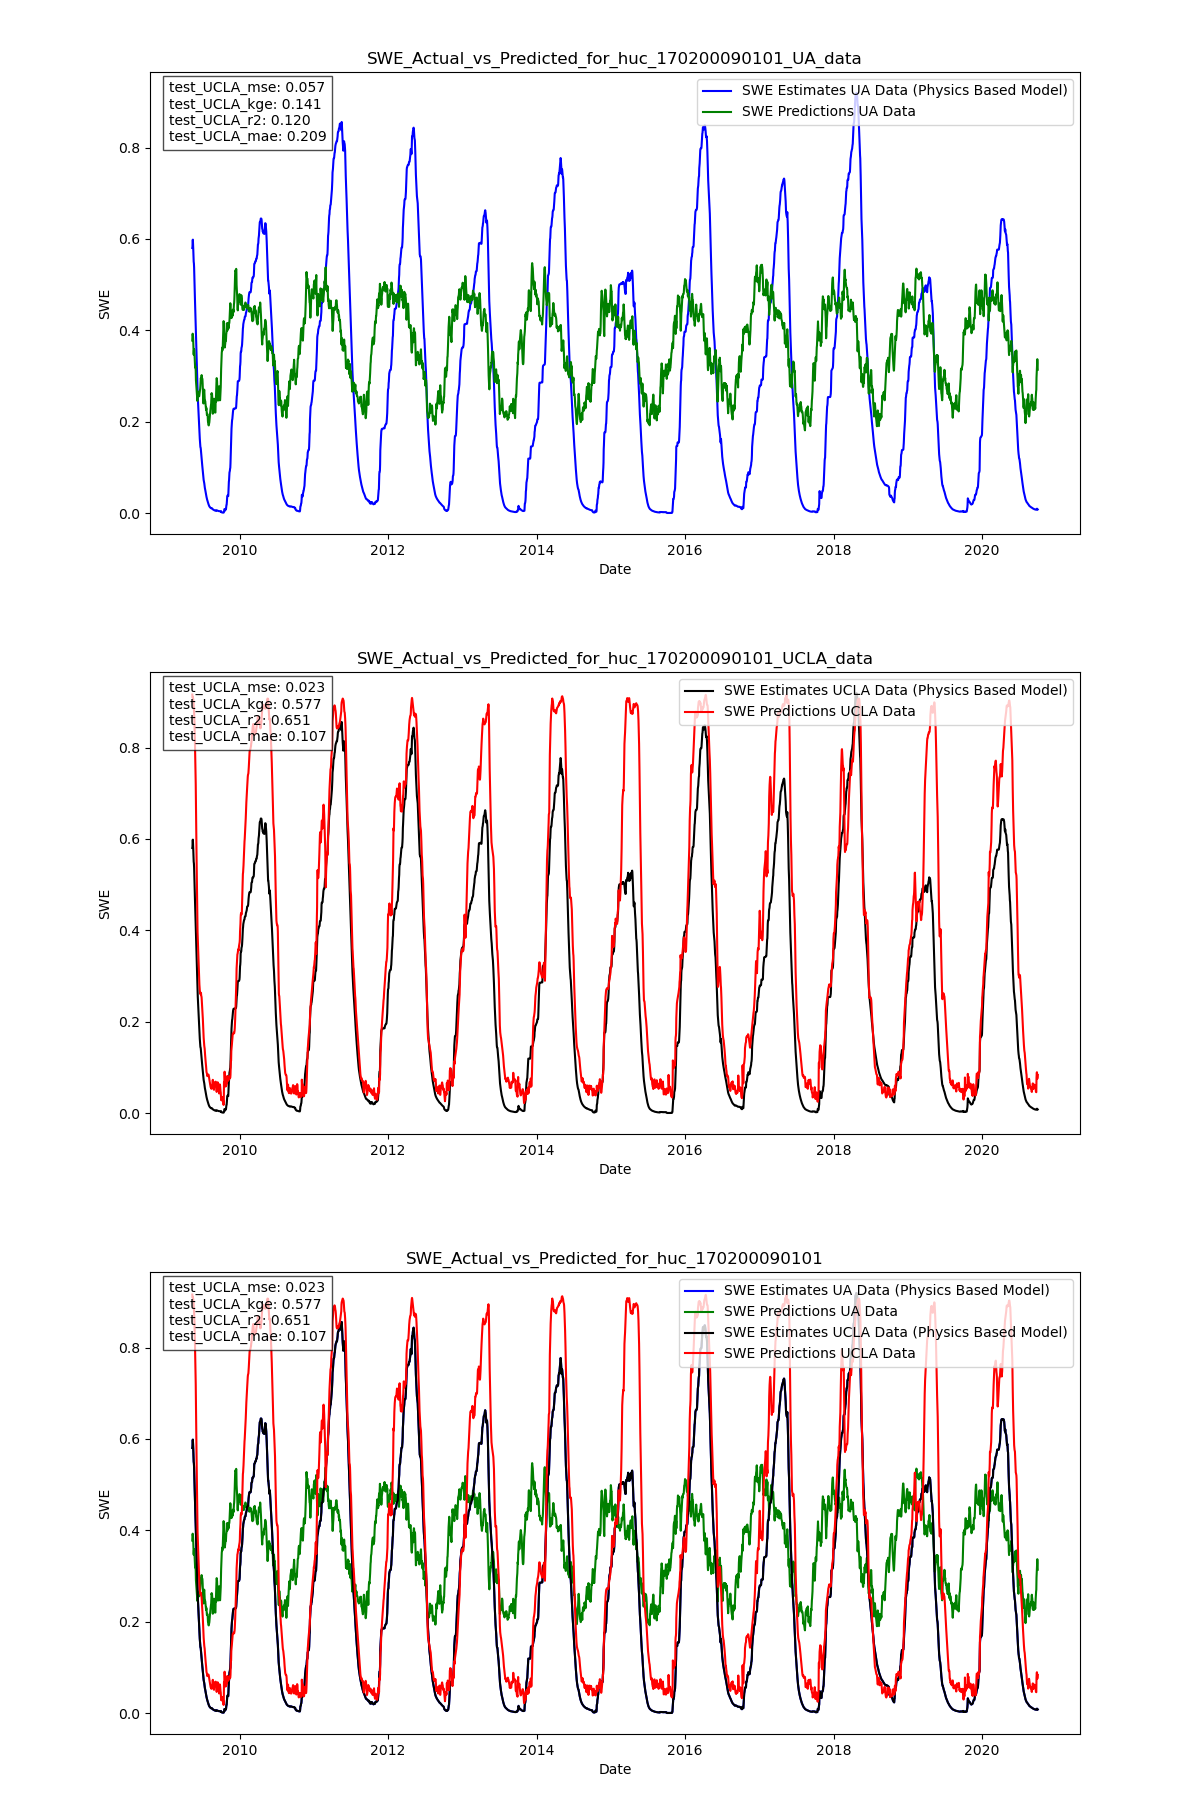 SWE_Actual_vs_Predicted_for_huc_170200090101_UA_data
test_UCLA_mse: 0.057
test_UCLA_kge: 0.141
test_UCLA_r2: 0.120
test_UCLA_mae: 0.209
SWE Estimates UA Data (Physics Based Model)
SWE Predictions UA Data
0.8
0.6
0.4
0.2
0.0
SWE
2010 2012 2014 2016 2018 2020
Date
SWE_Actual_vs_Predicted_for_huc_170200090101_UCLA_data
test_UCLA_mse: 0.023
test_UCLA_kge: 0.577
test_UCLA_r2: 0.651
test_UCLA_mae: 0.107
SWE Estimates UCLA Data (Physics Based Model)
SWE Predictions UCLA Data
0.8
0.6
0.4
0.2
0.0
SWE
2010 2012 2014 2016 2018 2020
Date
SWE_Actual_vs_Predicted_for_huc_170200090101
test_UCLA_mse: 0.023
test_UCLA_kge: 0.577
test_UCLA_r2: 0.651
test_UCLA_mae: 0.107
SWE Estimates UA Data (Physics Based Model)
SWE Predictions UA Data
SWE Estimates UCLA Data (Physics Based Model)
SWE Predictions UCLA Data
0.8
0.6
0.4
0.2
0.0
SWE
2010 2012 2014 2016 2018 2020
Date